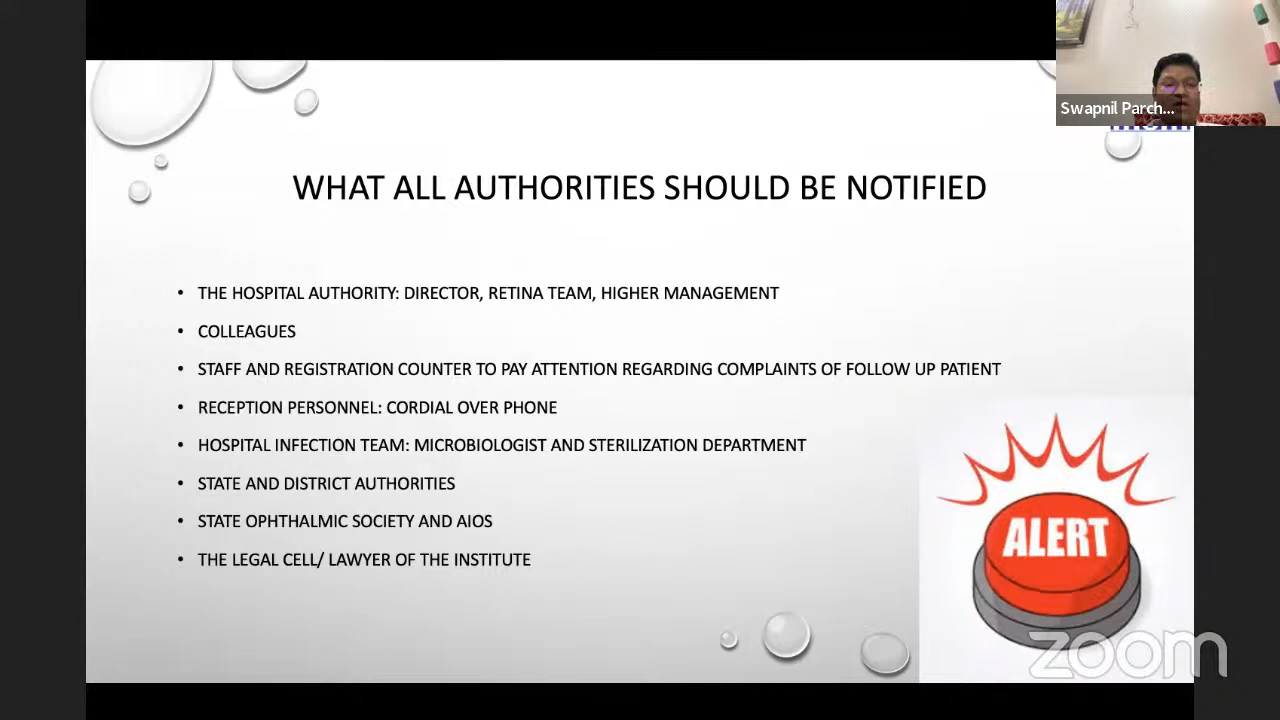 Swapnil Parch...
WHAT ALL AUTHORITIES SHOULD BE NOTIFIED
• THE HOSPITAL AUTHORITY: DIRECTOR, RETINA TEAM, HIGHER MANAGEMENT
• COLLEAGUES
• STAFF AND REGISTRATION COUNTER TO PAY ATTENTION REGARDING COMPLAINTS OF FOLLOW UP PATIENT
• RECEPTION PERSONNEL: CORDIAL OVER PHONE
• HOSPITAL INFECTION TEAM: MICROBIOLOGIST AND STERILIZATION DEPARTMENT
• STATE AND DISTRICT AUTHORITIES
• STATE OPHTHALMIC SOCIETY AND AIOS
• THE LEGAL CELL/ LAWYER OF THE INSTITUTE
ALERT
zoom